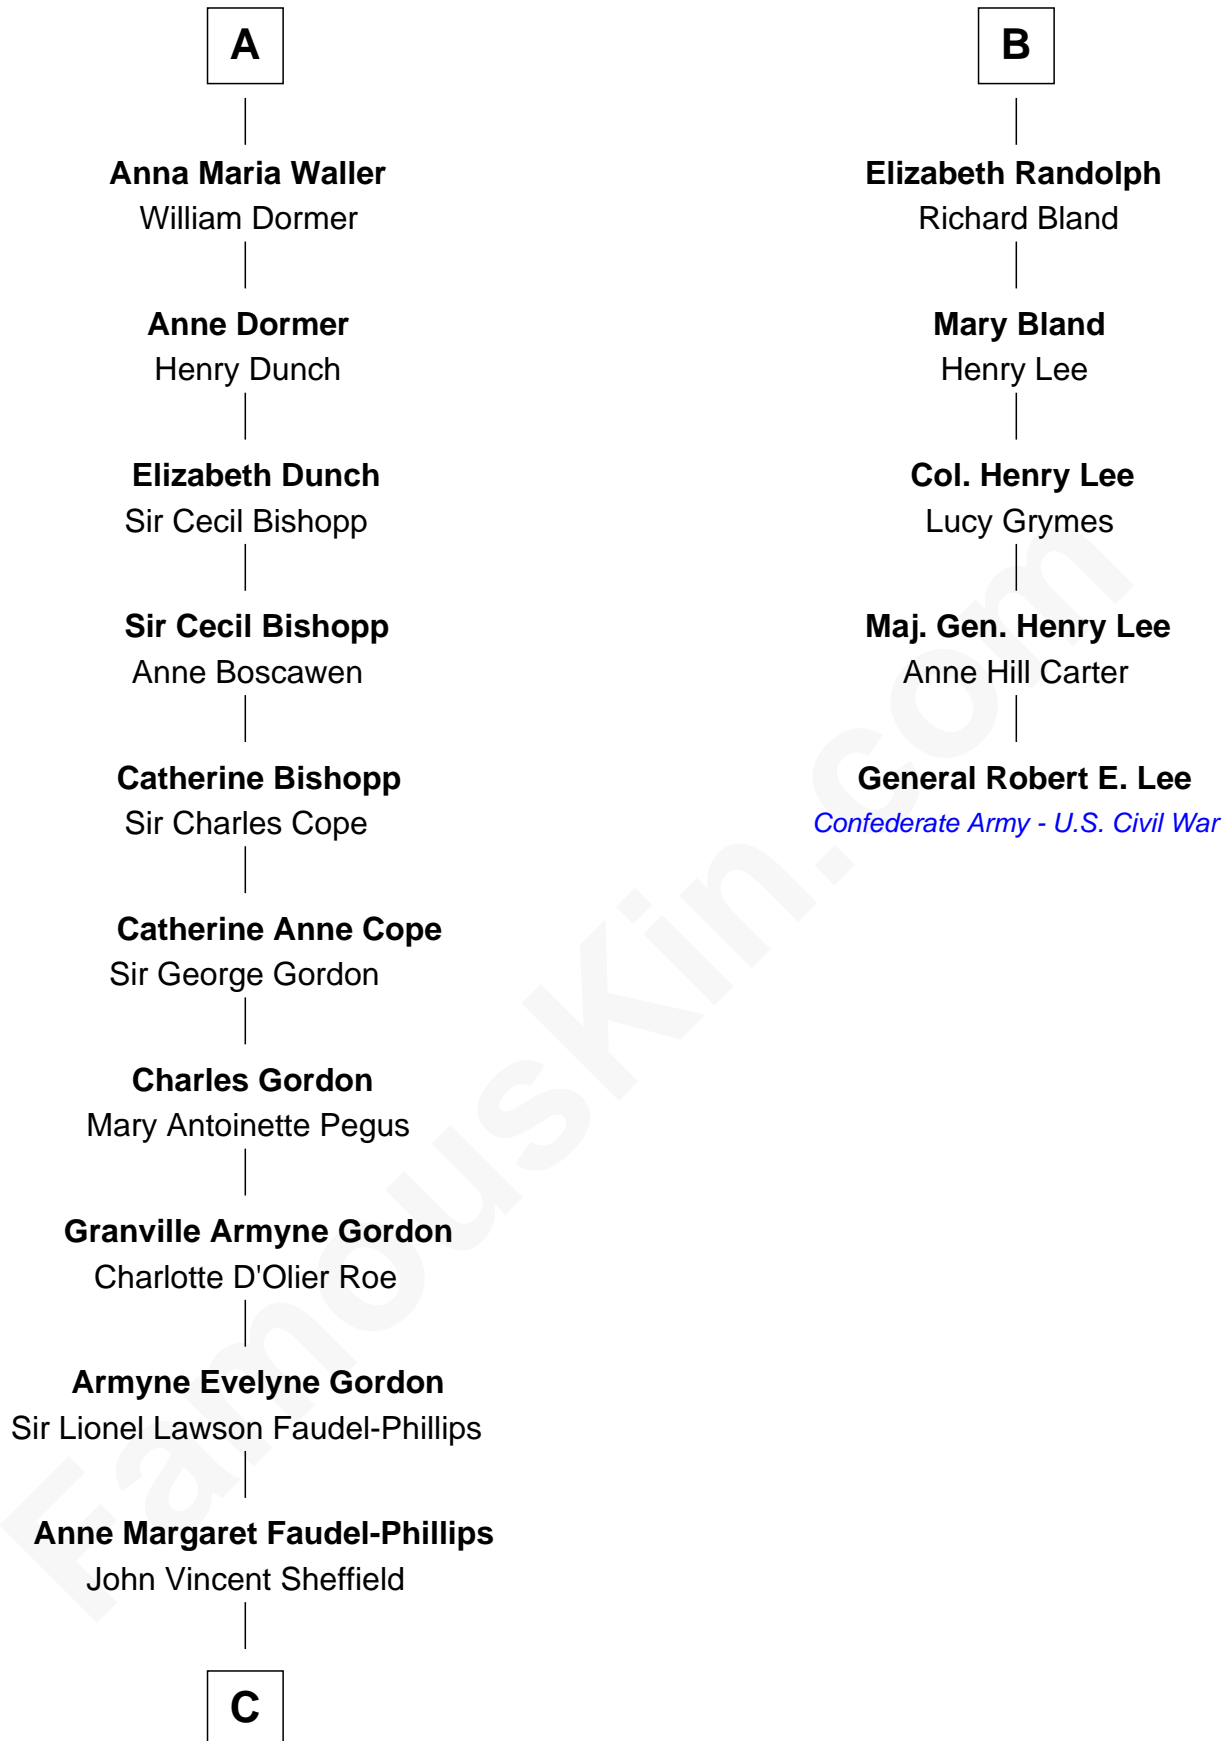 A
Anna Maria Waller
William Dormer
Anne Dormer
Henry Dunch
Elizabeth Dunch
Sir Cecil Bishopp
Sir Cecil Bishopp
Anne Boscawen
Catherine Bishopp
Sir Charles Cope
Catherine Anne Cope
Sir George Gordon
Charles Gordon
Mary Antoinette Pegus
Granville Armyne Gordon
Charlotte D'Olier Roe
Armyne Evelyne Gordon
Sir Lionel Lawson Faudel-Phillips
Anne Margaret Faudel-Phillips
John Vincent Sheffield
C
B
Elizabeth Randolph
Richard Bland
Mary Bland
Henry Lee
Col. Henry Lee
Lucy Grymes
Maj. Gen. Henry Lee
Anne Hill Carter
General Robert E. Lee
Confederate Army - U.S. Civil War
FamousKin.com